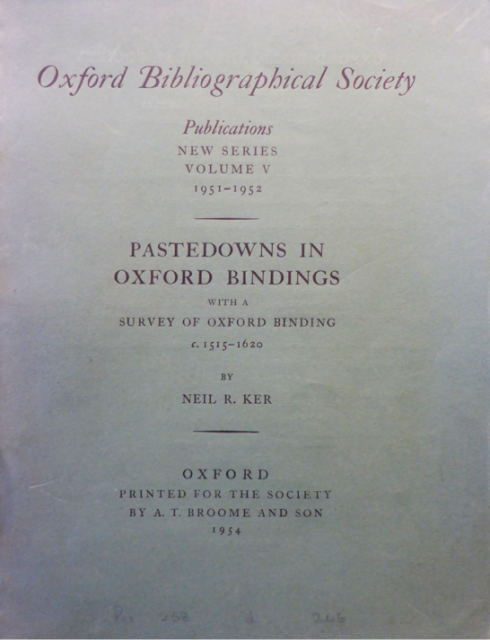 Oxford Bibliographical Society
Publications
NEW SERIES
VOLUME V
1951–1952
PASTEDOWNS IN
OXFORD BINDINGS
WITH A
SURVEY OF OXFORD BINDING
c. 1515–1620
BY
NEIL R. KER
OXFORD
PRINTED FOR THE SOCIETY
BY A. T. BROOME AND SON
1954